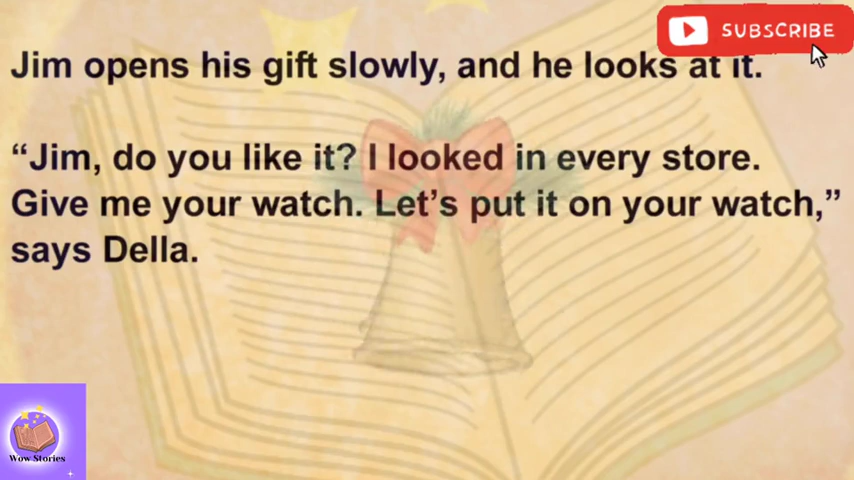 SUBSCRIBE
Jim opens his gift slowly, and he looks at it.
“Jim, do you like it? I looked in every store.
Give me your watch. Let’s put it on your watch,”
says Della.
Wow Stories